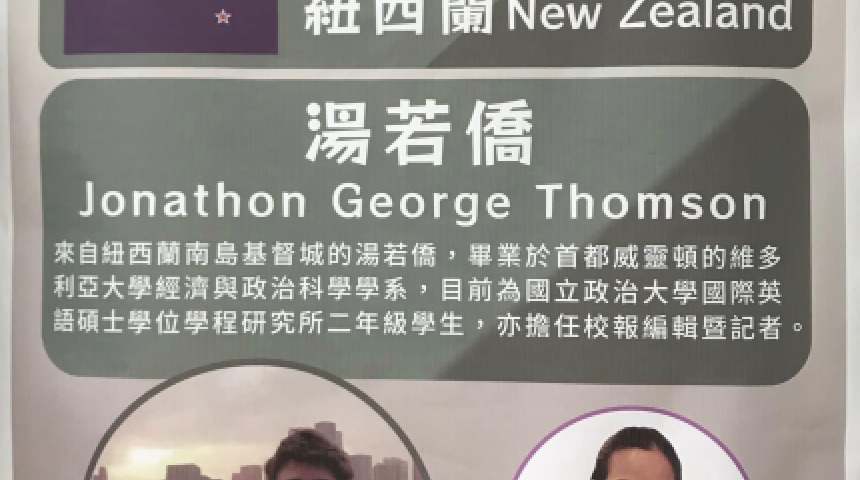 紐西蘭New Zealand
湯若僑
Jonathon George Thomson
來自紐西蘭南島基督城的湯若僑，畢業於首都威靈頓的維多
利亞大學經濟與政治科學學系，目前為國立政治大學國際英
語碩士學位學程研究所二年級學生，亦擔任校報編輯暨記者。